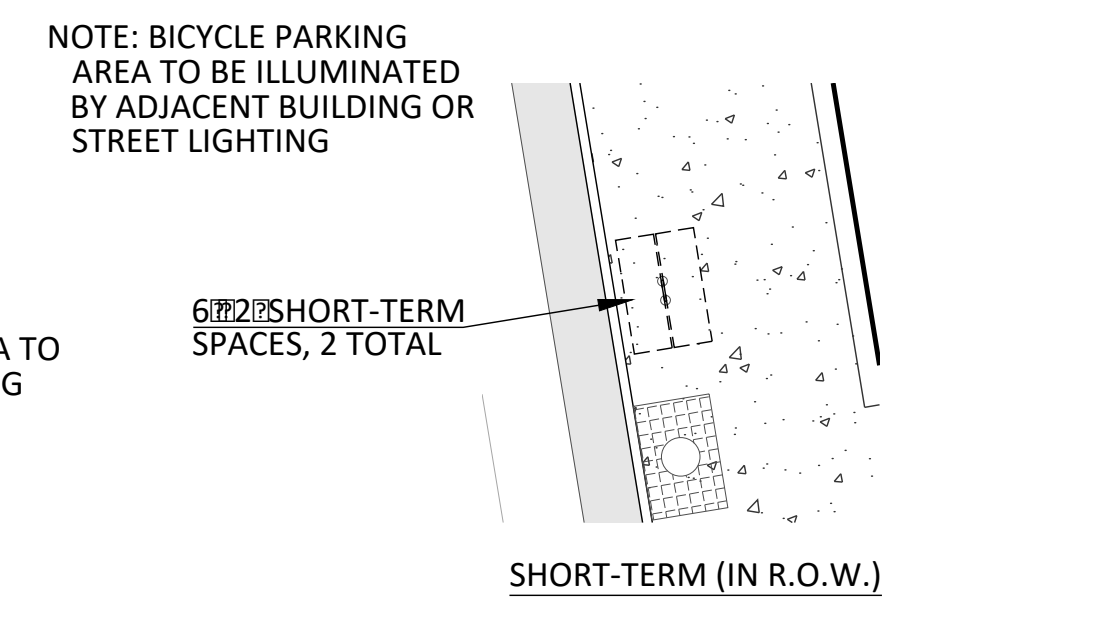 NOTE: BICYCLE PARKING
AREA TO BE ILLUMINATED
BY ADJACENT BUILDING OR
STREET LIGHTING
SHORT-TERM
SPACES, 2 TOTAL
A TO
G
SHORT-TERM (IN R.O.W.)